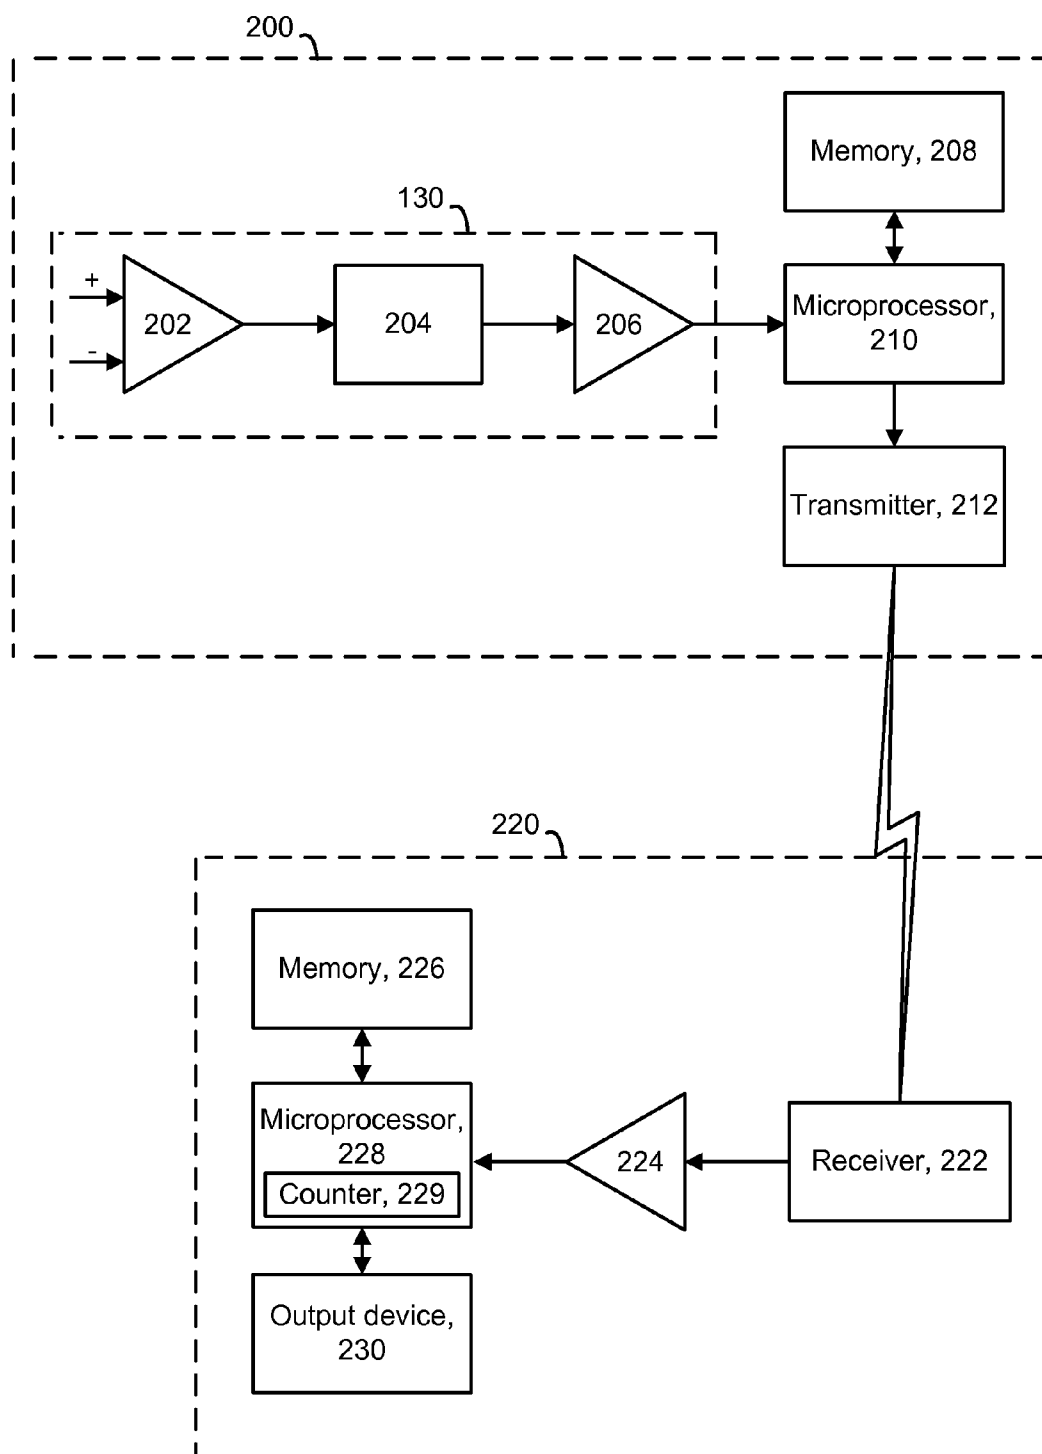 200
Memory, 208
130
+
202
204
206
Microprocessor,
210
-
Transmitter, 212
220
Memory, 226
Microprocessor,
228
Counter, 229
224
Receiver, 222
Output device,
230